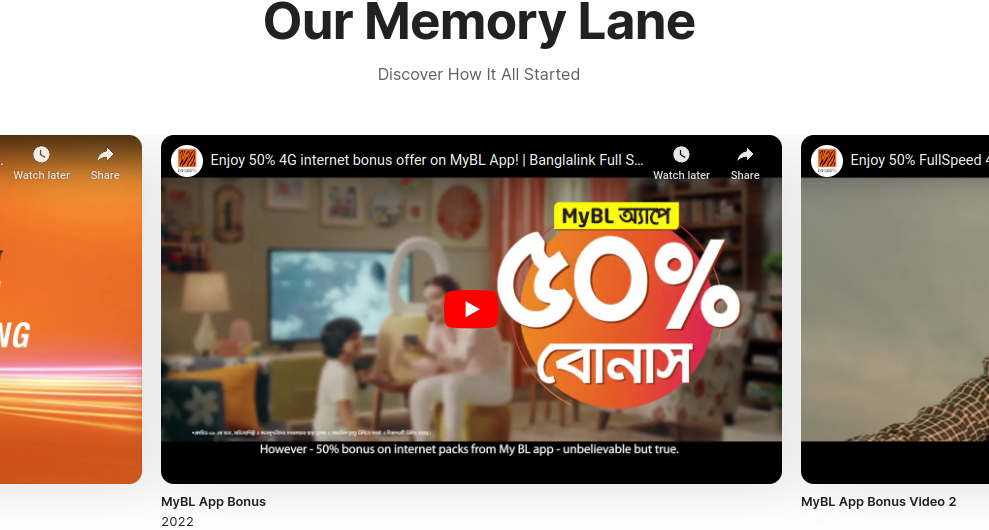 Our Memory Lane
Discover How It All Started
Watch later
Share
NG
banglalink
Enjoy 50% 4G internet bonus offer on MyBL App! | Banglalink Full S...
Watch later
Share
MyBL অ্যাপে
৫০%
বোনাস
However - 50% bonus on internet packs from My BL app - unbelievable but true.
MyBL App Bonus
2022
banglalink
Enjoy 50% FullSpeed 4
MyBL App Bonus Video 2